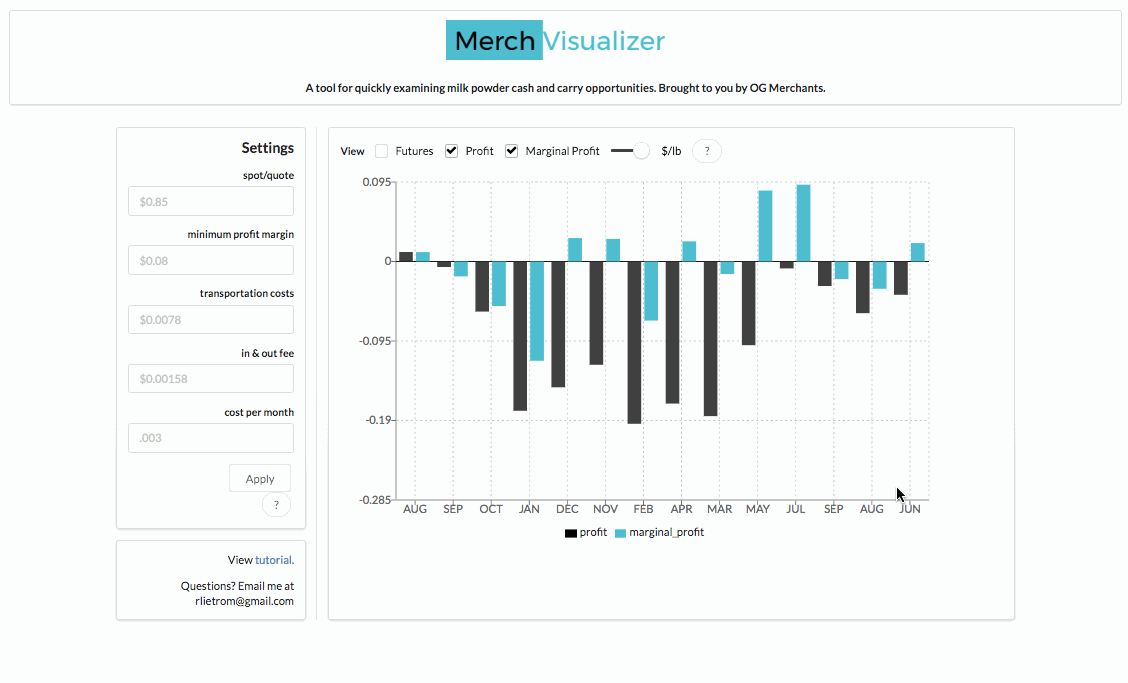 Merch Visualizer
A tool for quickly examining milk powder cash and carry opportunities. Brought to you by OG Merchants.
Settings
spot/quote
$0.85
minimum profit margin
$0.08
transportation costs
$0.0078
in & out fee
$0.00158
cost per month
.003
Apply
?
View tutorial.
Questions? Email me at
rlietrom@gmail.com
View Futures Profit Marginal Profit $/lb ?
0.095
0
-0.095
-0.19
-0.285
AUG SEP OCT JAN DEC NOV FEB APR MAR MAY JUL SEP AUG JUN
profit marginal_profit